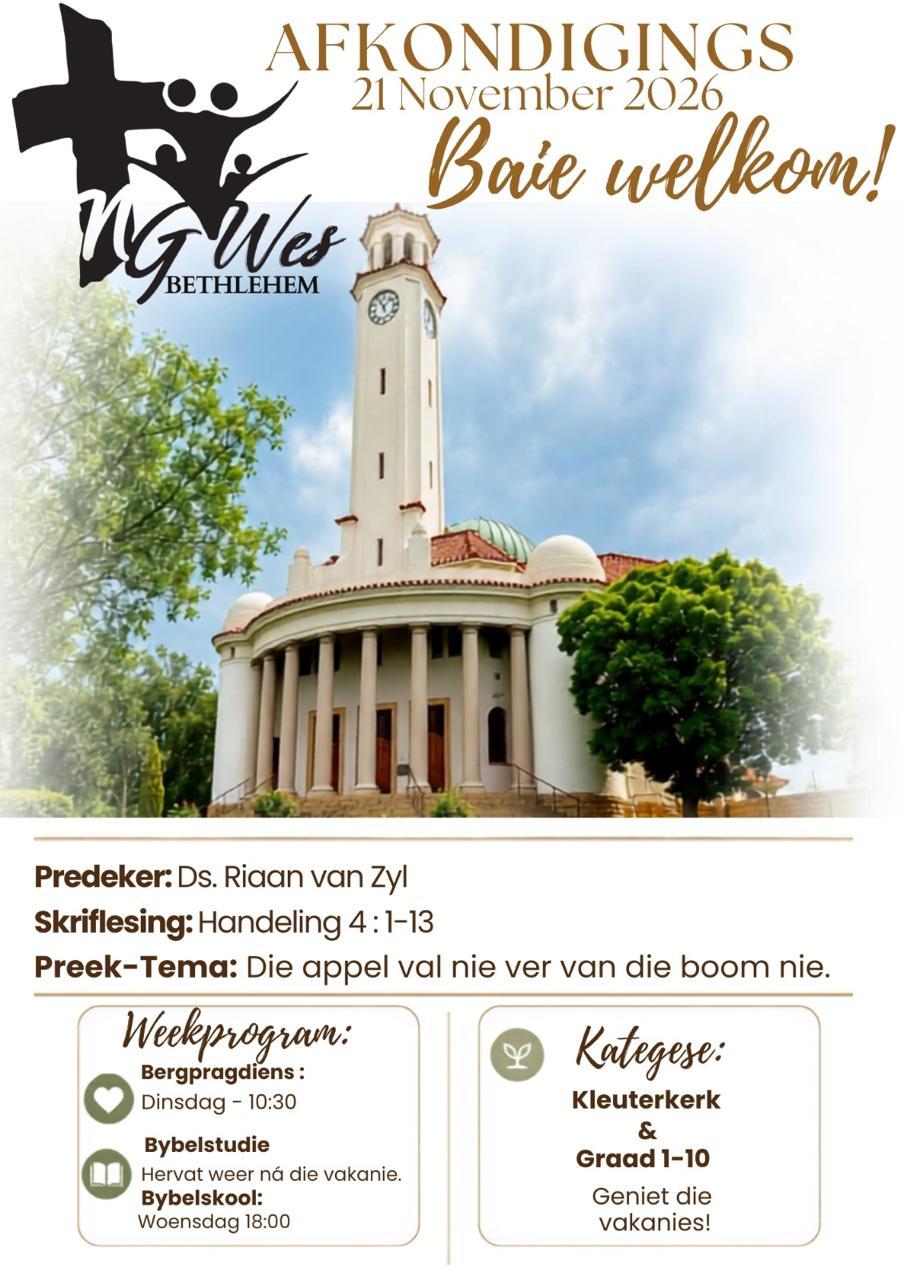 AFKONDIGINGS
21 November 2026
Baie welkom!
NG Wes
BETHLEHEM
Predeker: Ds. Riaan van Zyl
Skriflesing: Handeling 4 : 1-13
Preek-Tema: Die appel val nie ver van die boom nie.
Weekprogram:
Bergpragdiens :
Dinsdag - 10:30
Bybelstudie
Hervat weer ná die vakanie.
Bybelskool:
Woensdag 18:00
Kategese:
Kleuterkerk
&
Graad 1-10
Geniet die
vakanies!